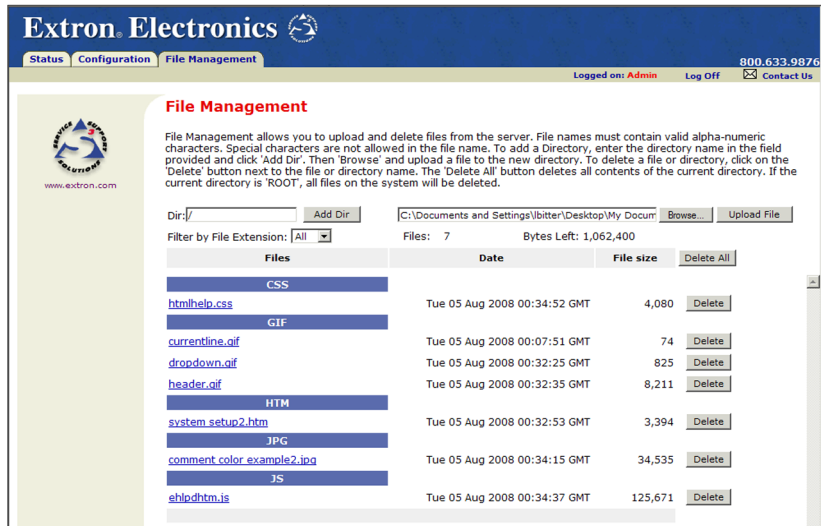 Extron® Electronics
Status Configuration File Management
800.633.9876
Logged on: Admin Log Off Contact Us
SERVICE SUPPORT SOLUTIONS
S3
www.extron.com
File Management
File Management allows you to upload and delete files from the server. File names must contain valid alpha-numeric
characters. Special characters are not allowed in the file name. To add a Directory, enter the directory name in the field
provided and click 'Add Dir'. Then 'Browse' and upload a file to the new directory. To delete a file or directory, click on the
'Delete' button next to the file or directory name. The 'Delete All' button deletes all contents of the current directory. If the
current directory is 'ROOT', all files on the system will be deleted.
Dir: / Add Dir C:\Documents and Settings\lbitter\Desktop\My Docum Browse... Upload File
Filter by File Extension: All Files: 7 Bytes Left: 1,062,400
Files Date File size Delete All
CSS
htmlhelp.css Tue 05 Aug 2008 00:34:52 GMT 4,080 Delete
GIF
currentline.gif Tue 05 Aug 2008 00:07:51 GMT 74 Delete
dropdown.gif Tue 05 Aug 2008 00:32:25 GMT 825 Delete
header.gif Tue 05 Aug 2008 00:32:35 GMT 8,211 Delete
HTM
system setup2.htm Tue 05 Aug 2008 00:32:53 GMT 3,394 Delete
JPG
comment color example2.jpg Tue 05 Aug 2008 00:34:15 GMT 34,535 Delete
JS
ehlpdhtm.js Tue 05 Aug 2008 00:34:37 GMT 125,671 Delete